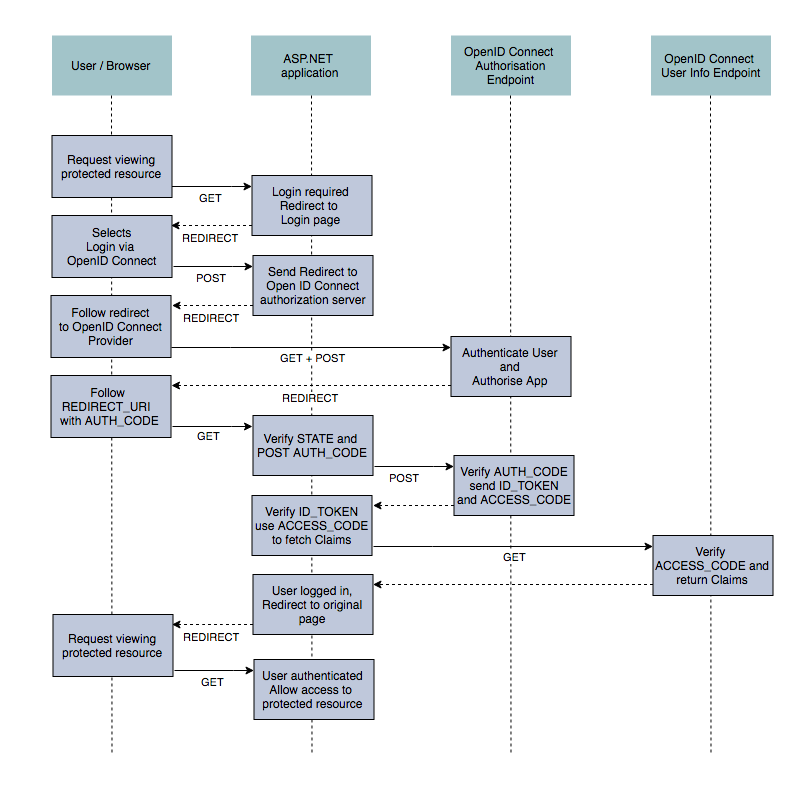 User / Browser
ASP.NET
application
OpenID Connect
Authorisation
Endpoint
OpenID Connect
User Info Endpoint
Request viewing
protected resource
GET
Login required
Redirect to
Login page
REDIRECT
Selects
Login via
OpenID Connect
POST
Send Redirect to
Open ID Connect
authorization server
REDIRECT
Follow redirect
to OpenID Connect
Provider
GET + POST
Authenticate User
and
Authorise App
REDIRECT
Follow
REDIRECT_URI
with AUTH_CODE
GET
Verify STATE and
POST AUTH_CODE
POST
Verify AUTH_CODE
send ID_TOKEN
and ACCESS_CODE
Verify ID_TOKEN
use ACCESS_CODE
to fetch Claims
GET
Verify
ACCESS_CODE and
return Claims
User logged in,
Redirect to original
page
REDIRECT
Request viewing
protected resource
GET
User authenticated
Allow access to
protected resource